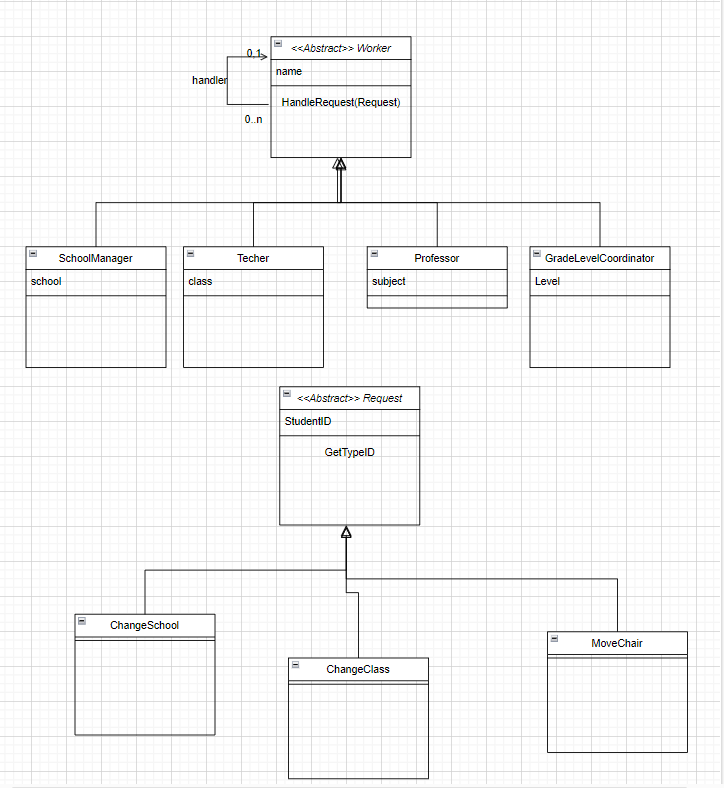 <<Abstract>> Worker
0,1
name
handler
HandleRequest(Request)
0..n
SchoolManager
Techer
Professor
GradeLevelCoordinator
school
class
subject
Level
<<Abstract>> Request
StudentID
GetTypeID
ChangeSchool
MoveChair
ChangeClass